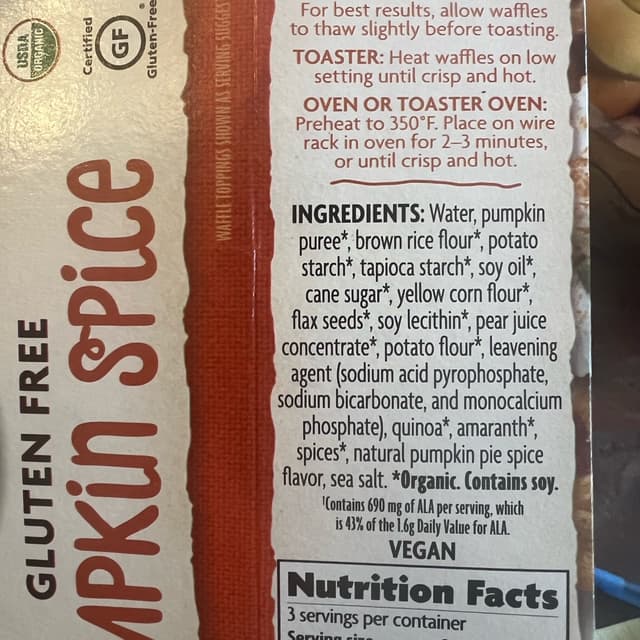 USDA
ORGANIC
Certified
GF
Gluten-Free
GLUTEN FREE
MPKiN SPiCE
WAFFLE TOPPINGS SHOWN AS SERVING
For best results, allow waffles
to thaw slightly before toasting.
TOASTER: Heat waffles on low
setting until crisp and hot.
OVEN OR TOASTER OVEN:
Preheat to 350°F. Place on wire
rack in oven for 2–3 minutes,
or until crisp and hot.
INGREDIENTS: Water, pumpkin
puree*, brown rice flour*, potato
starch*, tapioca starch*, soy oil*,
cane sugar*, yellow corn flour*,
flax seeds*, soy lecithin*, pear juice
concentrate*, potato flour*, leavening
agent (sodium acid pyrophosphate,
sodium bicarbonate, and monocalcium
phosphate), quinoa*, amaranth*,
spices*, natural pumpkin pie spice
flavor, sea salt. *Organic. Contains soy.
†Contains 690 mg of ALA per serving, which
is 43% of the 1.6g Daily Value for ALA.
VEGAN
Nutrition Facts
3 servings per container
Serving size